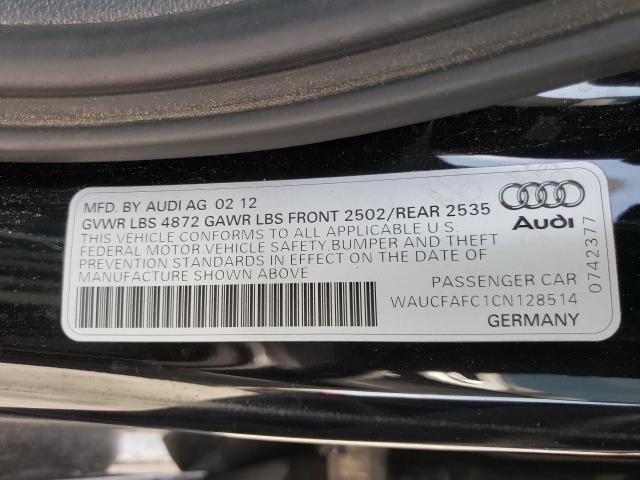 MFD. BY AUDI AG 02 12
GVWR LBS 4872 GAWR LBS FRONT 2502/REAR 2535
THIS VEHICLE CONFORMS TO ALL APPLICABLE U.S.
FEDERAL MOTOR VEHICLE SAFETY,BUMPER AND THEFT
PREVENTION STANDARDS IN EFFECT ON THE DATE OF
MANUFACTURE SHOWN ABOVE
Audi
0742377
PASSENGER CAR
WAUCFAFC1CN128514
GERMANY